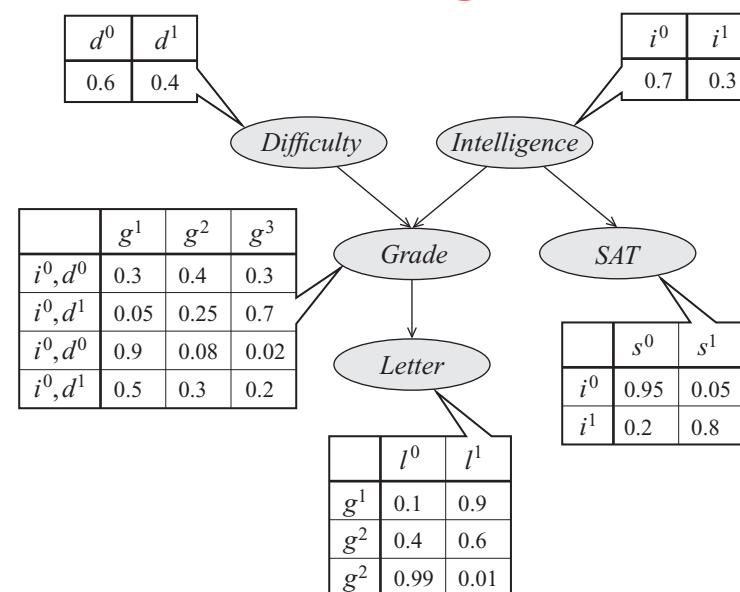 d⁰ d¹
0.6 0.4
i⁰ i¹
0.7 0.3
Difficulty
Intelligence
g¹ g² g³
i⁰,d⁰ 0.3 0.4 0.3
i⁰,d¹ 0.05 0.25 0.7
i⁰,d⁰ 0.9 0.08 0.02
i⁰,d¹ 0.5 0.3 0.2
Grade
SAT
s⁰ s¹
i⁰ 0.95 0.05
i¹ 0.2 0.8
Letter
l⁰ l¹
g¹ 0.1 0.9
g² 0.4 0.6
g² 0.99 0.01